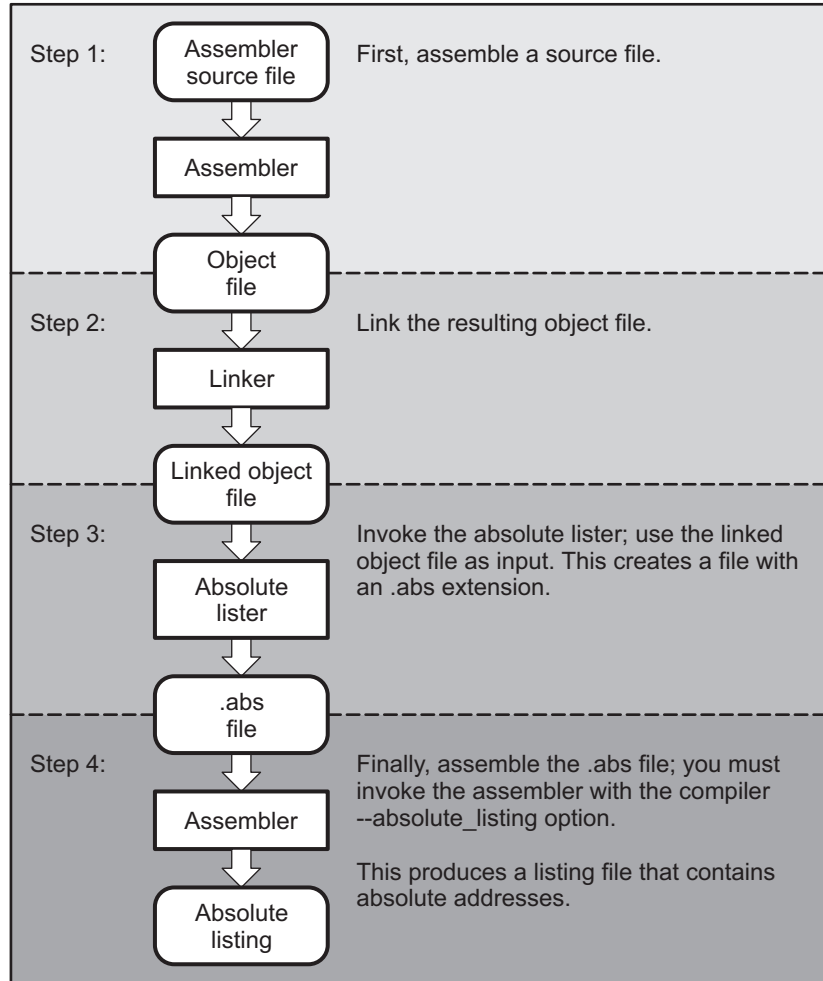 Step 1:
Assembler
source file
First, assemble a source file.
Assembler
Object
file
Step 2:
Link the resulting object file.
Linker
Linked object
file
Step 3:
Invoke the absolute lister; use the linked
object file as input. This creates a file with
an .abs extension.
Absolute
lister
.abs
file
Step 4:
Finally, assemble the .abs file; you must
invoke the assembler with the compiler
--absolute_listing option.
Assembler
This produces a listing file that contains
absolute addresses.
Absolute
listing